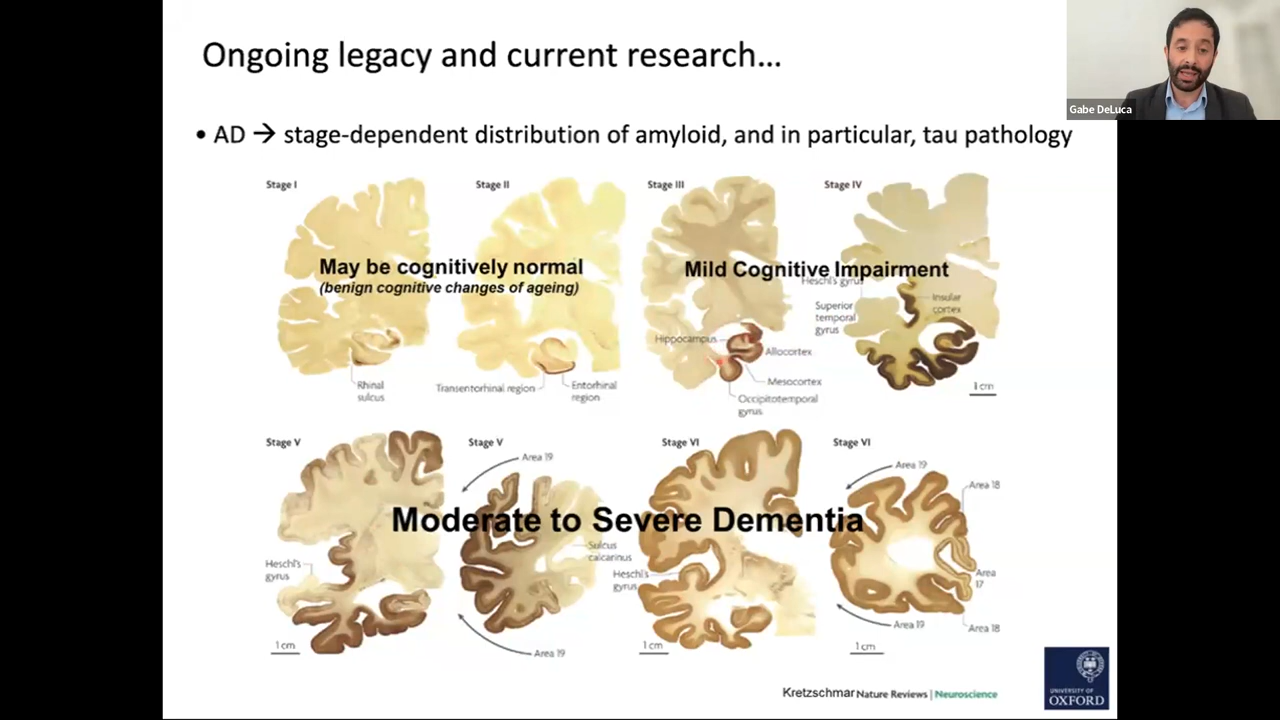 Ongoing legacy and current research...
Gabe DeLuca
• AD → stage-dependent distribution of amyloid, and in particular, tau pathology
Stage I
Stage II
Stage III
Stage IV
May be cognitively normal
(benign cognitive changes of ageing)
Mild Cognitive Impairment
Heschl's gyrus
Superior
temporal
gyrus
Insular
cortex
Hippocampus
Allocortex
Mesocortex
Occipitotemporal
gyrus
Rhinal
sulcus
Transentorhinal region
Entorhinal
region
1 cm
Stage V
Stage V
Stage VI
Stage VI
Area 19
Area 19
Area 18
Moderate to Severe Dementia
Sulcus
calcarinus
Heschl's
gyrus
Heschl's
gyrus
Area
17
Area 19
Area 18
Area 19
1 cm
1 cm
1 cm
Kretzschmar Nature Reviews | Neuroscience
UNIVERSITY OF
OXFORD